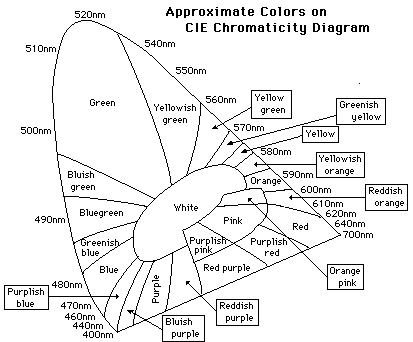 Approximate Colors on
CIE Chromaticity Diagram
520nm
510nm
540nm
550nm
560nm
Yellow
green
Greenish
yellow
Green
Yellowish
green
570nm
Yellow
500nm
580nm
Yellowish
orange
Bluish
green
Orange
590nm
600nm
Reddish
orange
610nm
620nm
640nm
700nm
490nm
Bluegreen
White
Pink
Red
Greenish
blue
Purplish
pink
Purplish
red
Blue
Red purple
Orange
pink
480nm
Purplish
blue
470nm
460nm
440nm
400nm
Purple
Bluish
purple
Reddish
purple